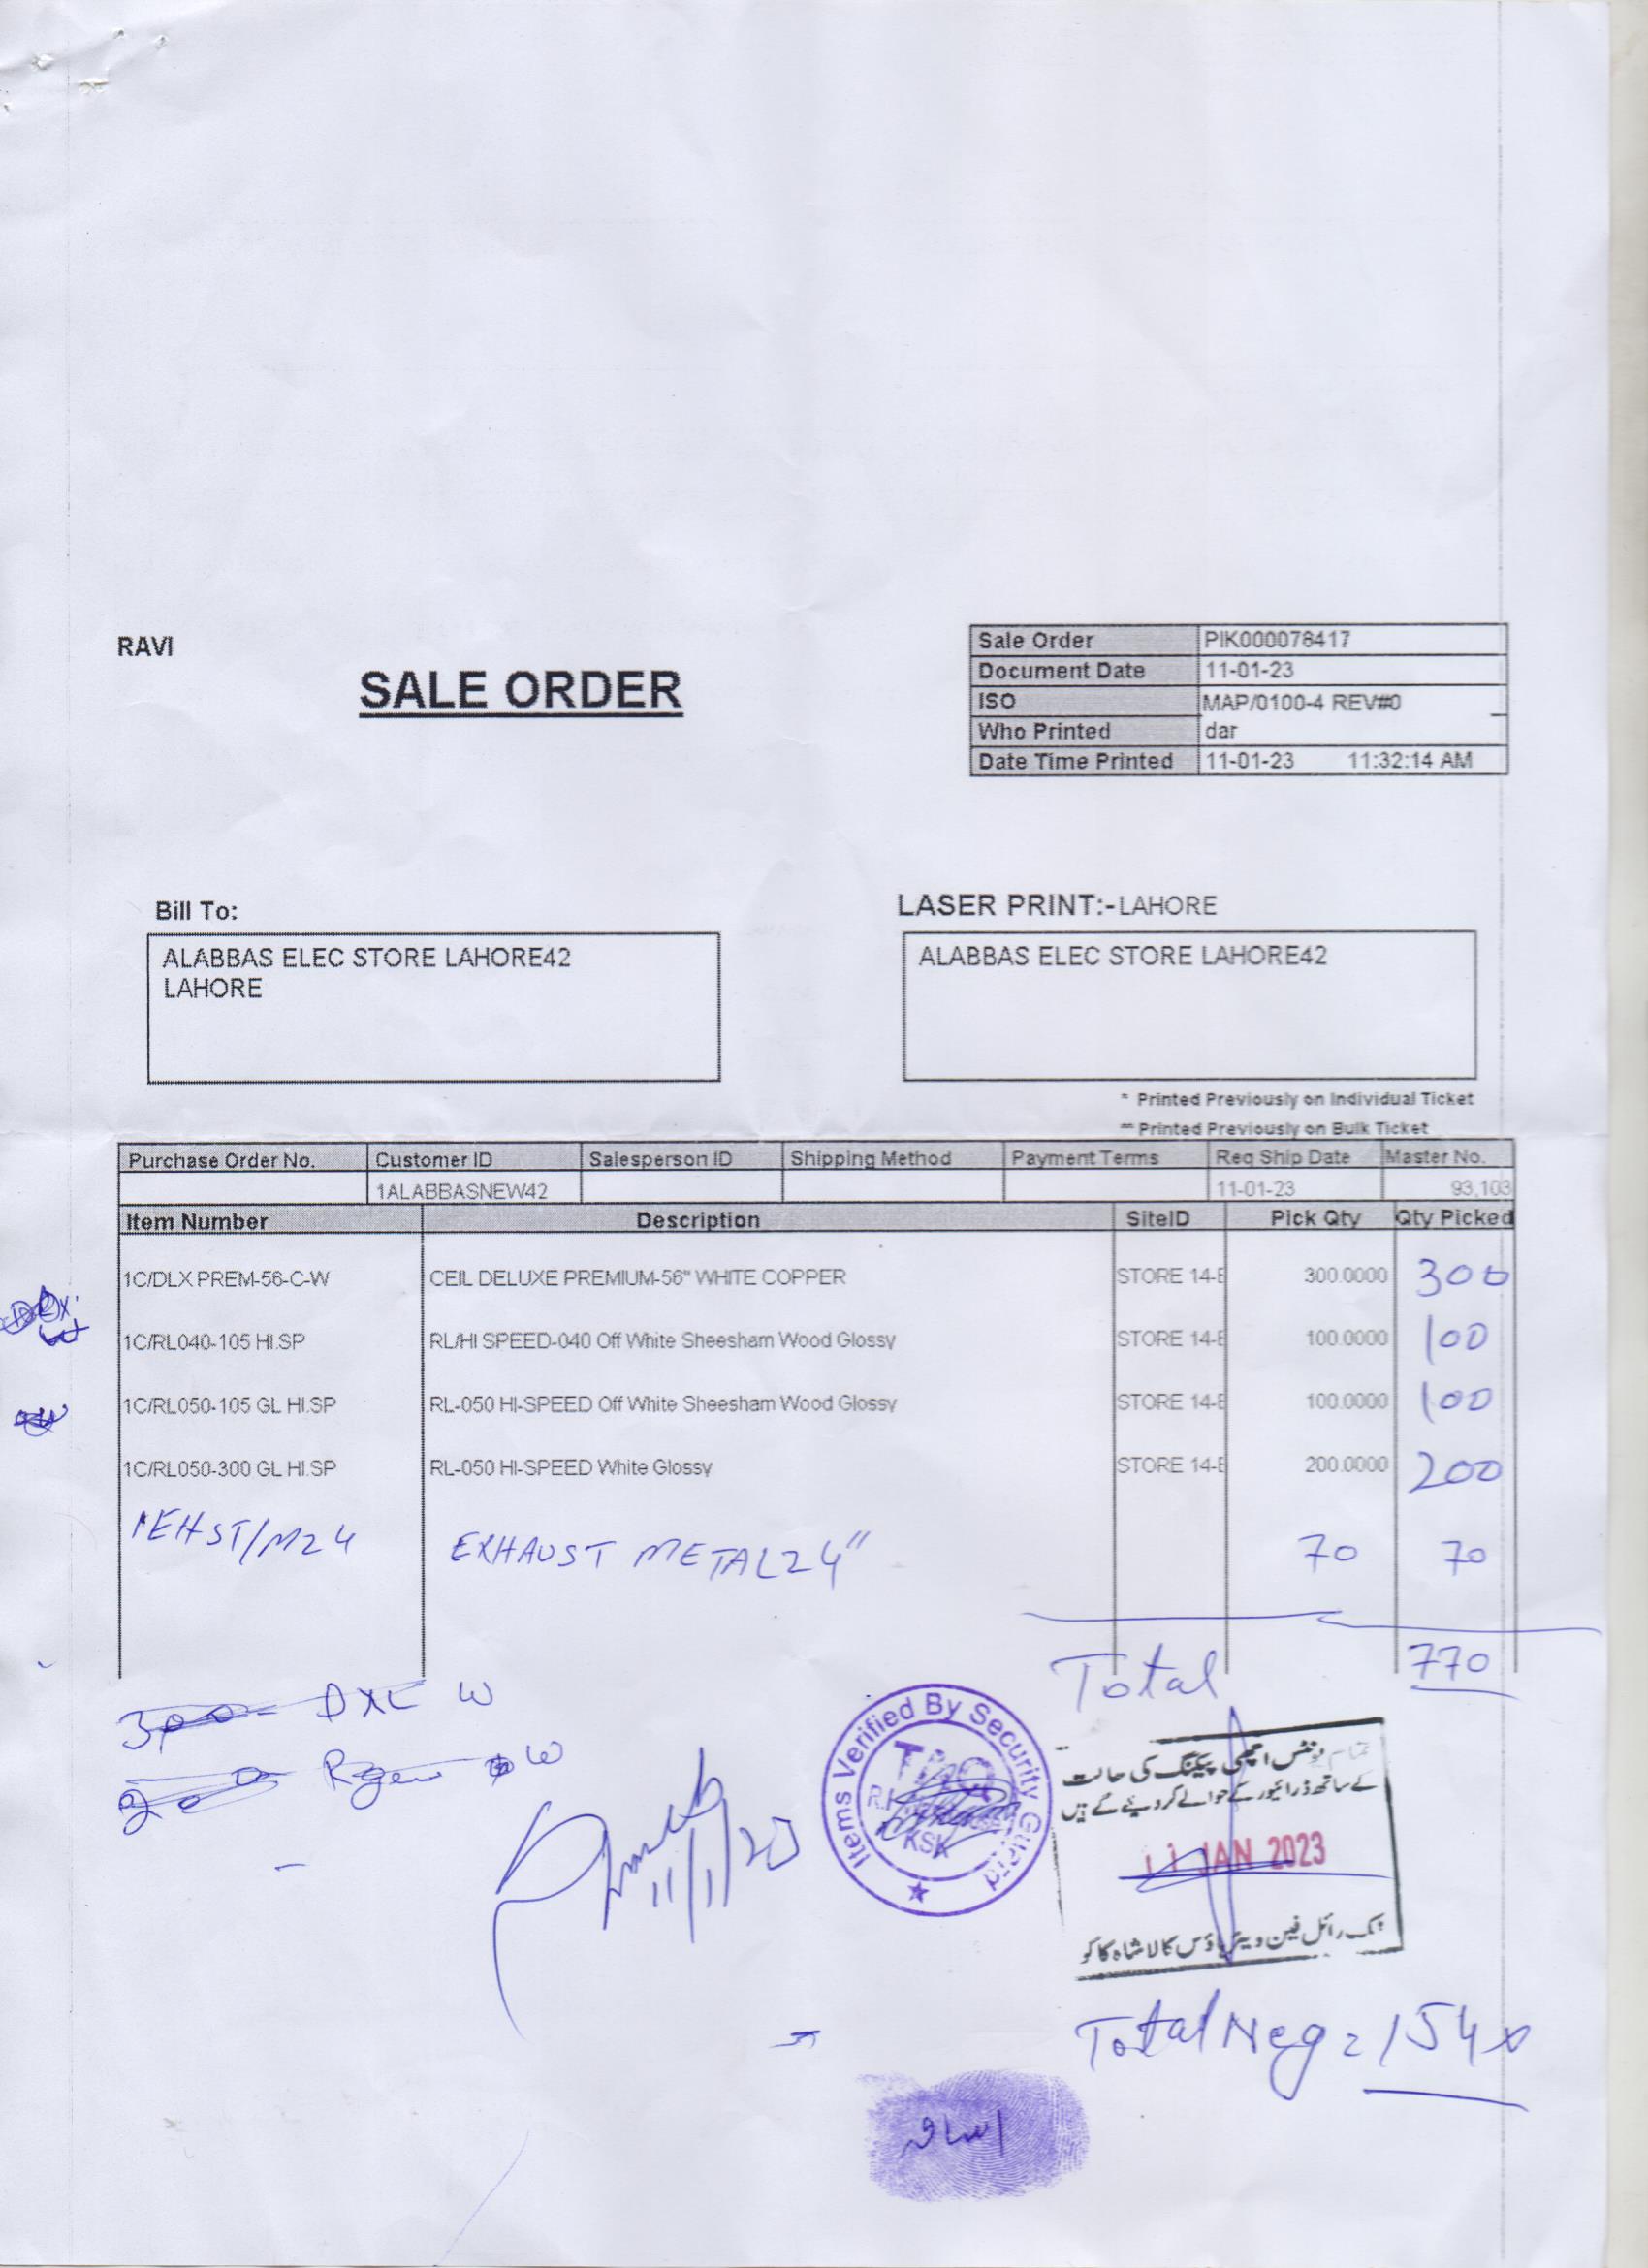 RAVI
SALE ORDER
Sale Order PIK000078417
Document Date 11-01-23
ISO MAP/0100-4 REV#0
Who Printed dar
Date Time Printed 11-01-23 11:32:14 AM
Bill To:
LASER PRINT:-LAHORE
ALABBAS ELEC STORE LAHORE42
LAHORE
ALABBAS ELEC STORE LAHORE42
* Printed Previously on Individual Ticket
** Printed Previously on Bulk Ticket
Purchase Order No. Customer ID Salesperson ID Shipping Method Payment Terms Req Ship Date Master No.
1ALABBASNEW42 11-01-23 93,103
Item Number Description SiteID Pick Qty Qty Picked
1C/DLX PREM-56-C-W CEIL DELUXE PREMIUM-56" WHITE COPPER STORE 14-E 300.0000 300
1C/RL040-105 HI.SP RL/HI SPEED-040 Off White Sheesham Wood Glossy STORE 14-E 100.0000 100
1C/RL050-105 GL HI.SP RL-050 HI-SPEED Off White Sheesham Wood Glossy STORE 14-E 100.0000 100
1C/RL050-300 GL HI.SP RL-050 HI-SPEED White Glossy STORE 14-E 200.0000 200
1EHST/M24 EXHAUST METAL 24" 70 70
Total 770
300 DXL W
W
11/1/23
Items Verified By Security Guard
KSK
تمام یونٹس اچھی پیکنگ کی حالت
کے ساتھ ڈرائیور کے حوالے کر دیئے گئے ہیں
11 JAN 2023
رائل فین ویئر ہاؤس کالا شاہ کاکو
Total Neg = 154